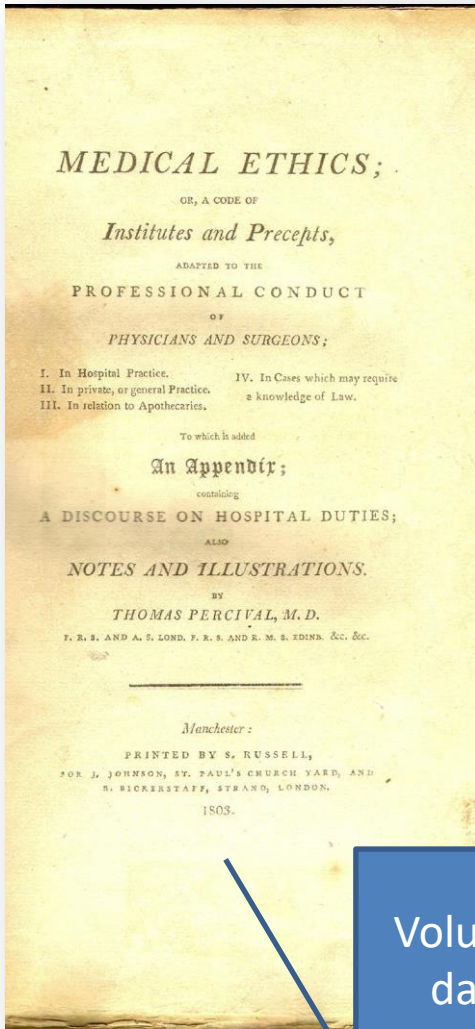 MEDICAL ETHICS;
OR, A CODE OF
Institutes and Precepts,
ADAPTED TO THE
PROFESSIONAL CONDUCT
OF
PHYSICIANS AND SURGEONS;
I. In Hospital Practice.
II. In private, or general Practice.
III. In relation to Apothecaries.
IV. In Cases which may require
a knowledge of Law.
To which is added
An Appendix;
containing
A DISCOURSE ON HOSPITAL DUTIES;
ALSO
NOTES AND ILLUSTRATIONS.
BY
THOMAS PERCIVAL, M. D.
F. R. S. AND A. S. LOND. F. R. S. AND R. M. S. EDINB. &c. &c.
Manchester:
PRINTED BY S. RUSSELL,
FOR J. JOHNSON, ST. PAUL'S CHURCH YARD, AND
R. BICKERSTAFF, STRAND, LONDON.
1803.
Volu
da